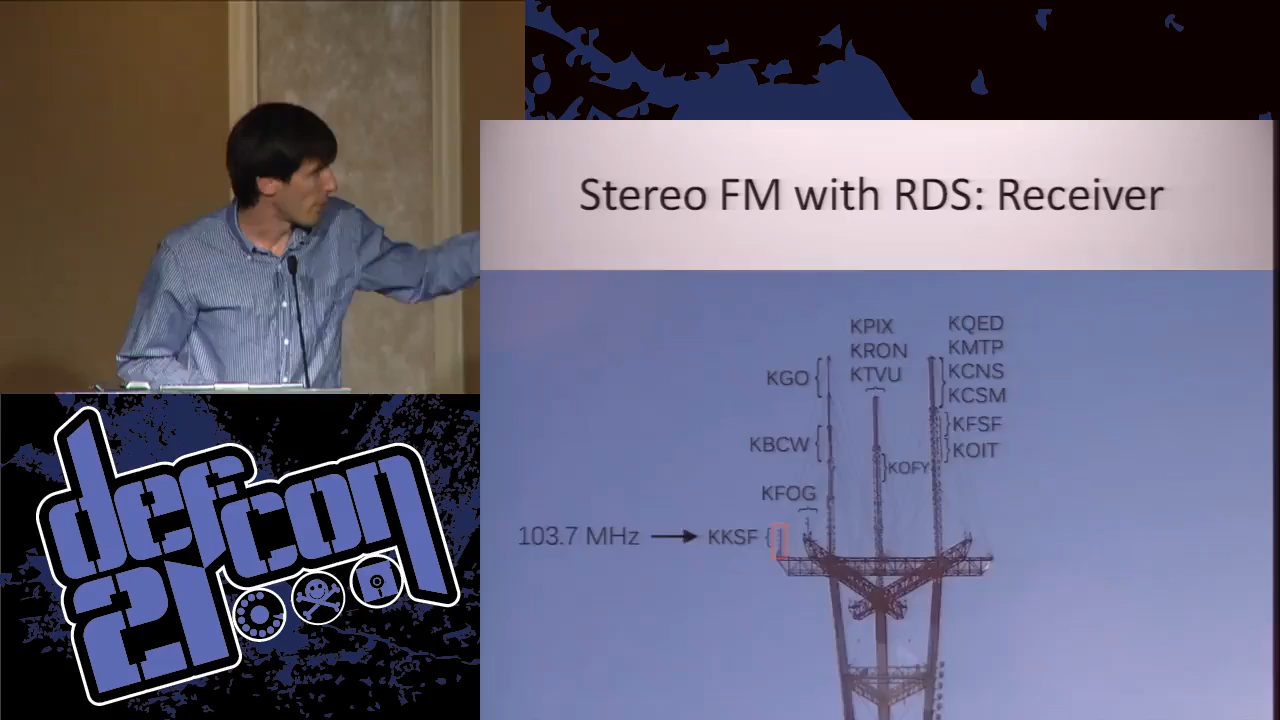 Stereo FM with RDS: Receiver
KPIX
KRON
KTVU
KQED
KMTP
KCNS
KCSM
KGO
KFSF
KBCW
KOIT
KOFY
KFOG
103.7 MHz
KKSF
defcon
21